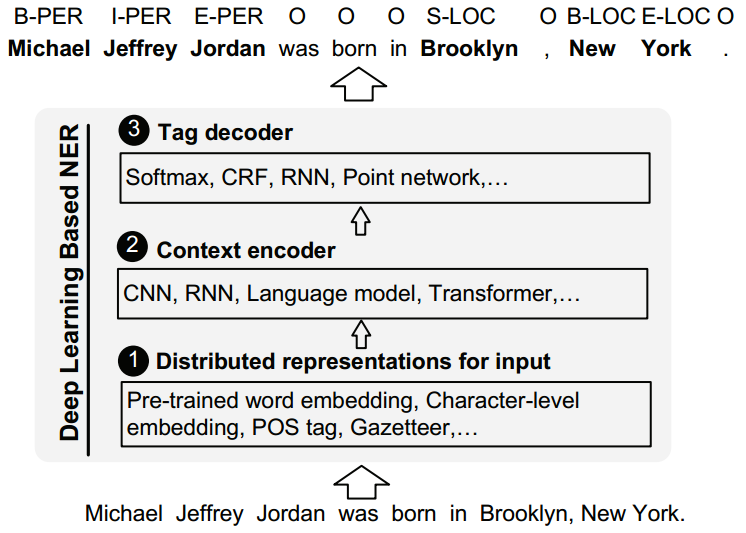 B-PER I-PER E-PER O O O S-LOC O B-LOC E-LOC O
Michael Jeffrey Jordan was born in Brooklyn , New York .
Deep Learning Based NER
3 Tag decoder
Softmax, CRF, RNN, Point network,…
2 Context encoder
CNN, RNN, Language model, Transformer,…
1 Distributed representations for input
Pre-trained word embedding, Character-level
embedding, POS tag, Gazetteer,…
Michael Jeffrey Jordan was born in Brooklyn, New York.